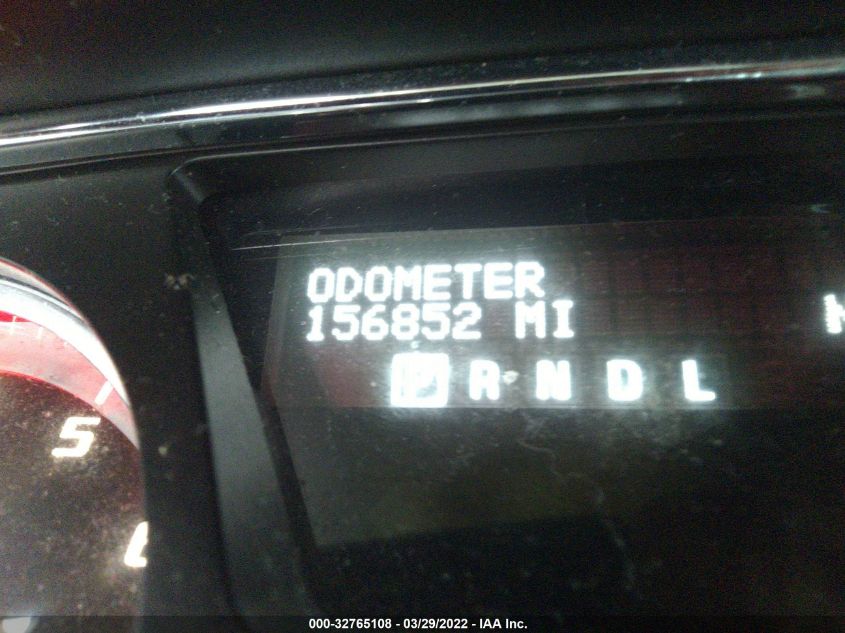 ODOMETER
156852 MI
P R N D L
5
000-32765108 - 03/29/2022 - IAA Inc.